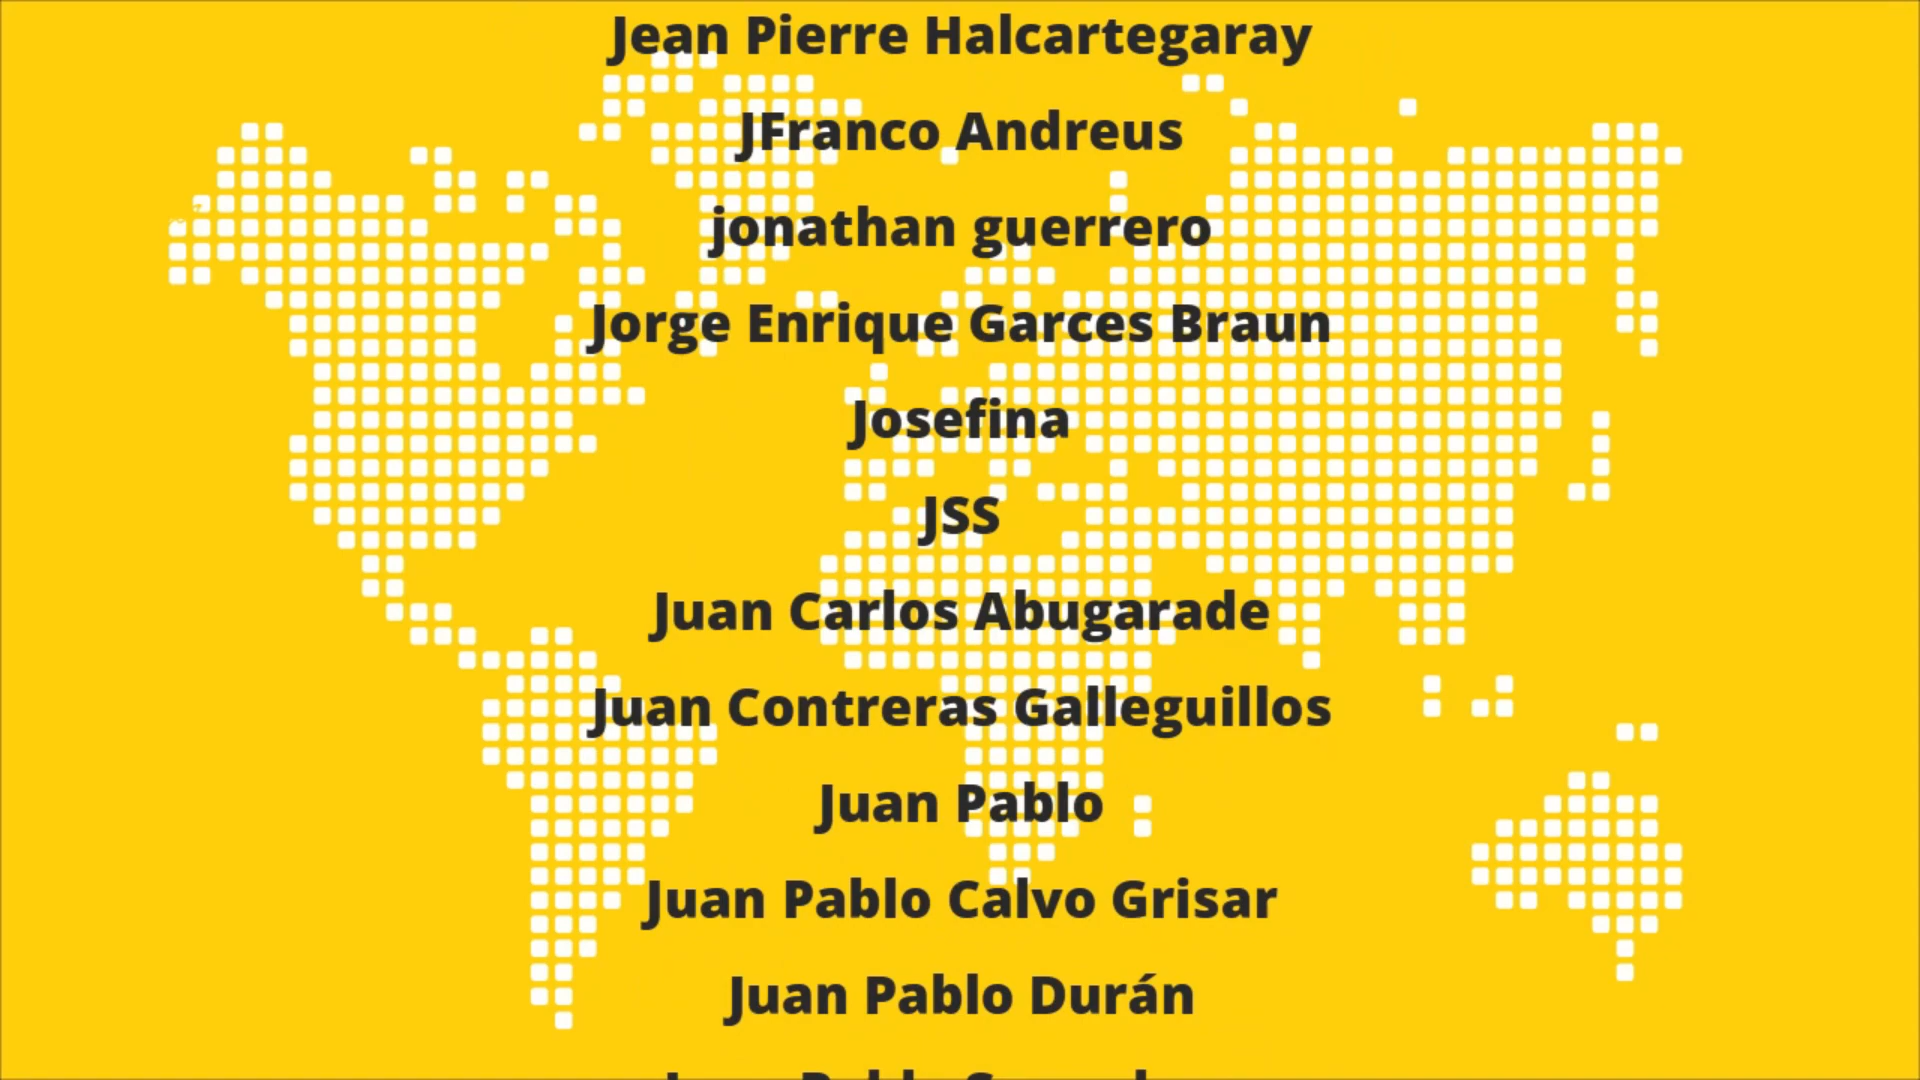 Jean Pierre Halcartegaray
JFranco Andreus
jonathan guerrero
Jorge Enrique Garces Braun
Josefina
JSS
Juan Carlos Abugarade
Juan Contreras Galleguillos
Juan Pablo
Juan Pablo Calvo Grisar
Juan Pablo Durán